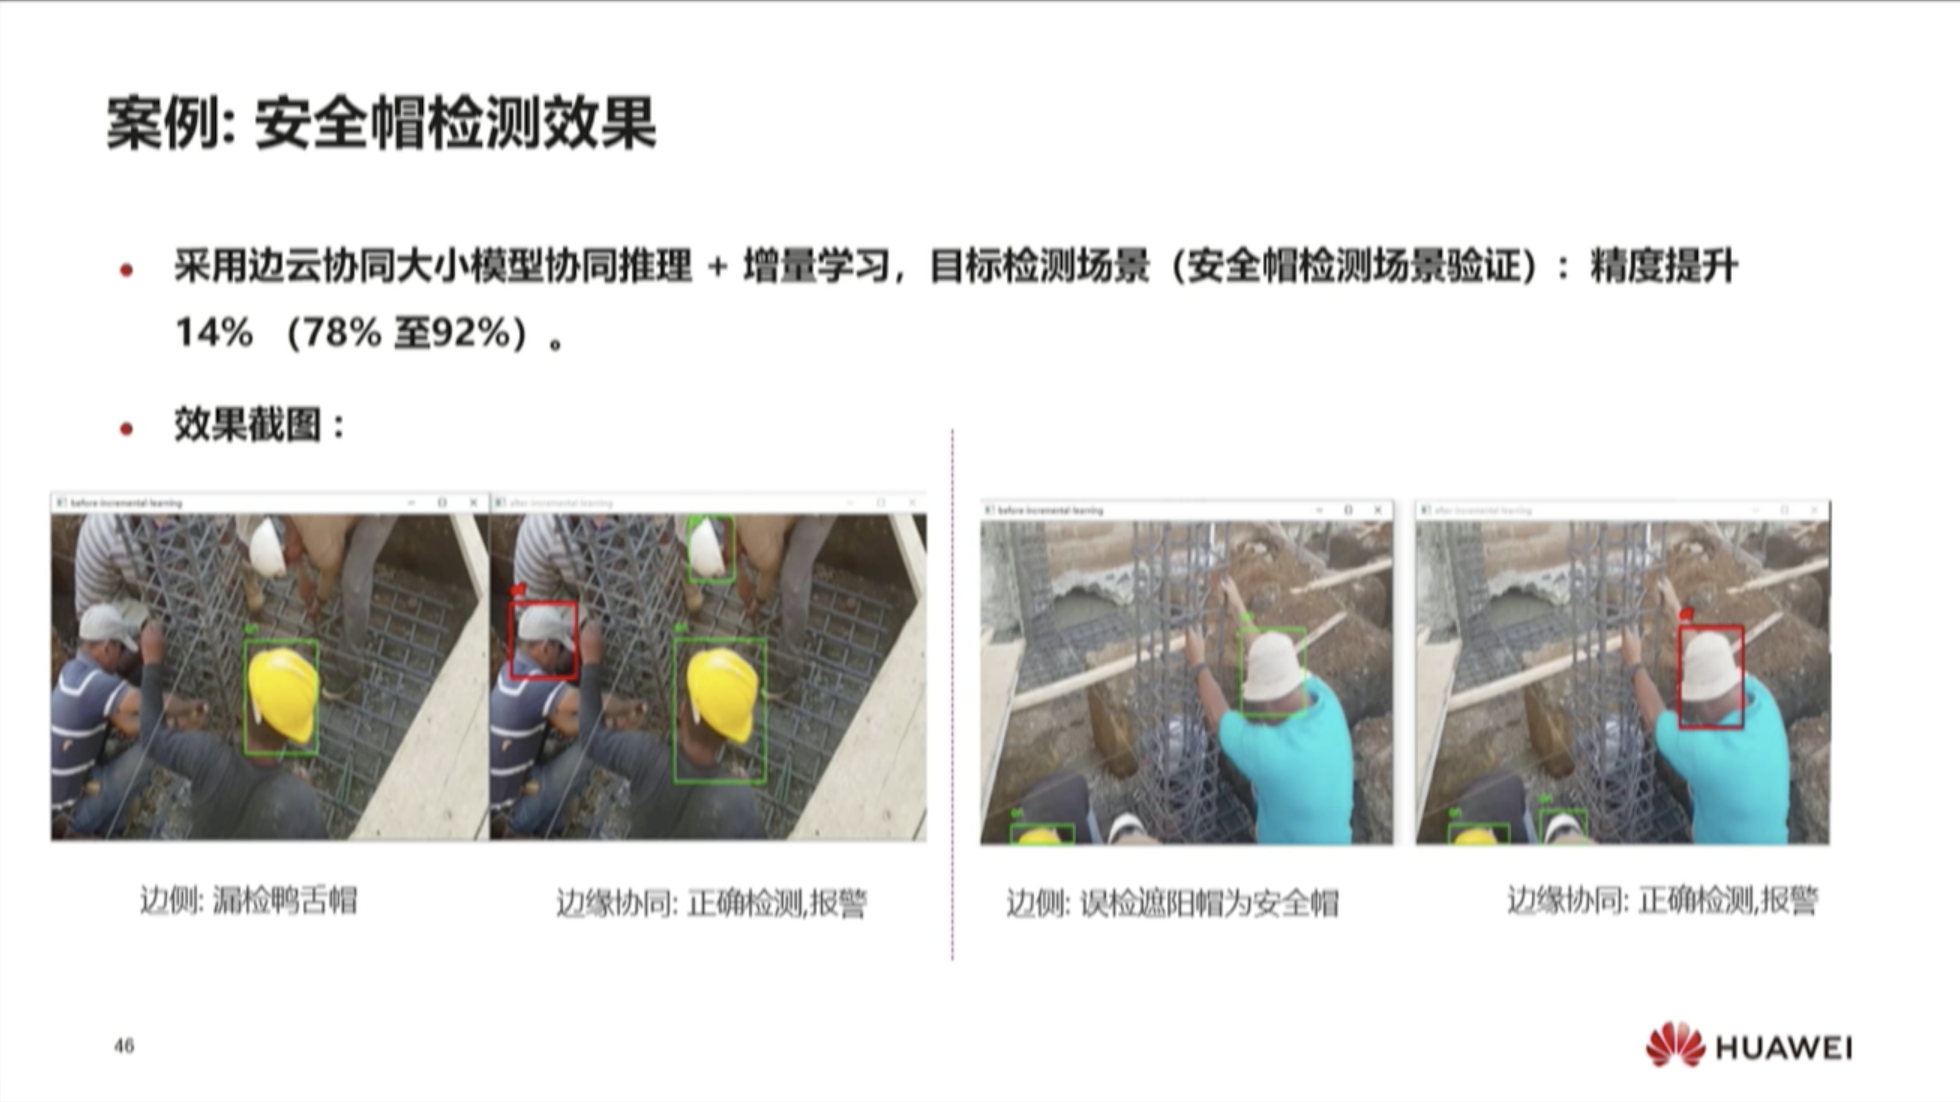 案例: 安全帽检测效果
采用边云协同大小模型协同推理 + 增量学习，目标检测场景（安全帽检测场景验证）：精度提升
14% （78% 至92%）。
效果截图：
before-incremental-learning
after-incremental-learning
before-incremental-learning
after-incremental-learning
边侧: 漏检鸭舌帽
边缘协同: 正确检测,报警
边侧: 误检遮阳帽为安全帽
边缘协同: 正确检测,报警
46
HUAWEI